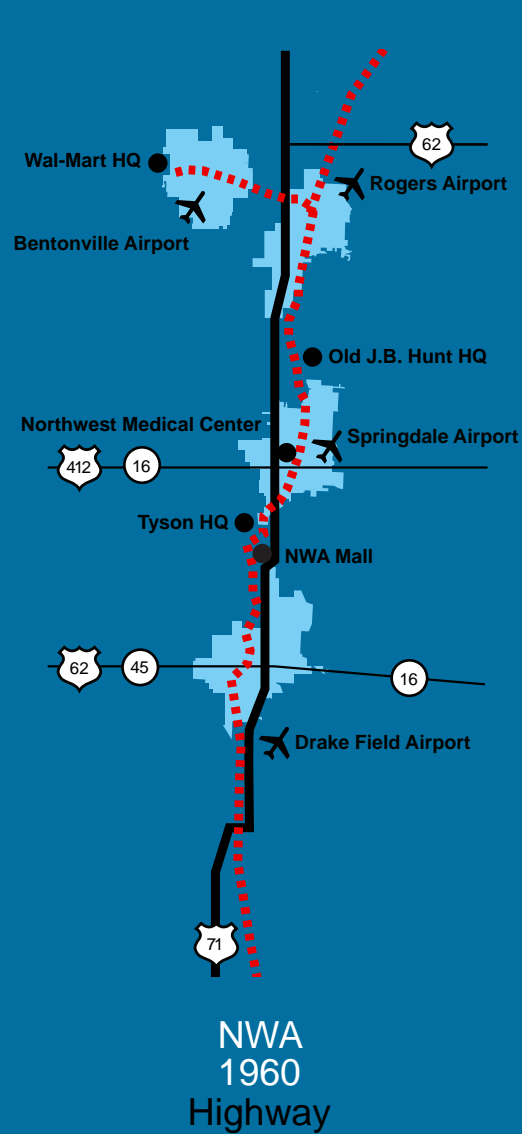 62
Wal-Mart HQ
Rogers Airport
Bentonville Airport
Old J.B. Hunt HQ
Northwest Medical Center
Springdale Airport
412
16
Tyson HQ
NWA Mall
62
45
16
Drake Field Airport
71
NWA
1960
Highway